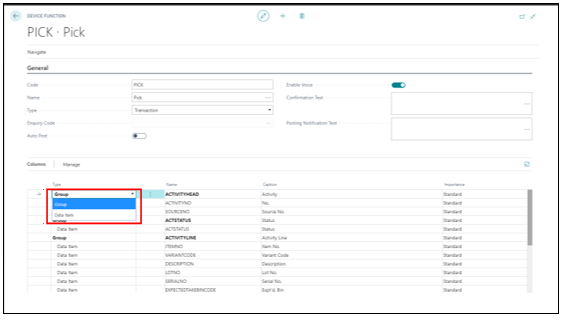 DEVICE FUNCTION
PICK · Pick
Navigate
General
Code PICK Enable Voice
Name Pick Confirmation Text
Type Transaction
Enquiry Code Posting Notification Text
Auto Post
Columns Manage
Type Name Caption Importance
Group ACTIVITYHEAD Activity Standard
Group ACTIVITYNO No. Standard
Data Item SOURCENO Source No. Standard
Group ACTSTATUS Status Standard
Data Item ACTSTATUS Status Standard
Group ACTIVITYLINE Activity Line Standard
Data Item ITEMNO Item No. Standard
Data Item VARIANTCODE Variant Code Standard
Data Item DESCRIPTION Description Standard
Data Item LOTNO Lot No. Standard
Data Item SERIALNO Serial No. Standard
Data Item EXPECTEDTAKEBINCODE Expt'd. Bin Standard